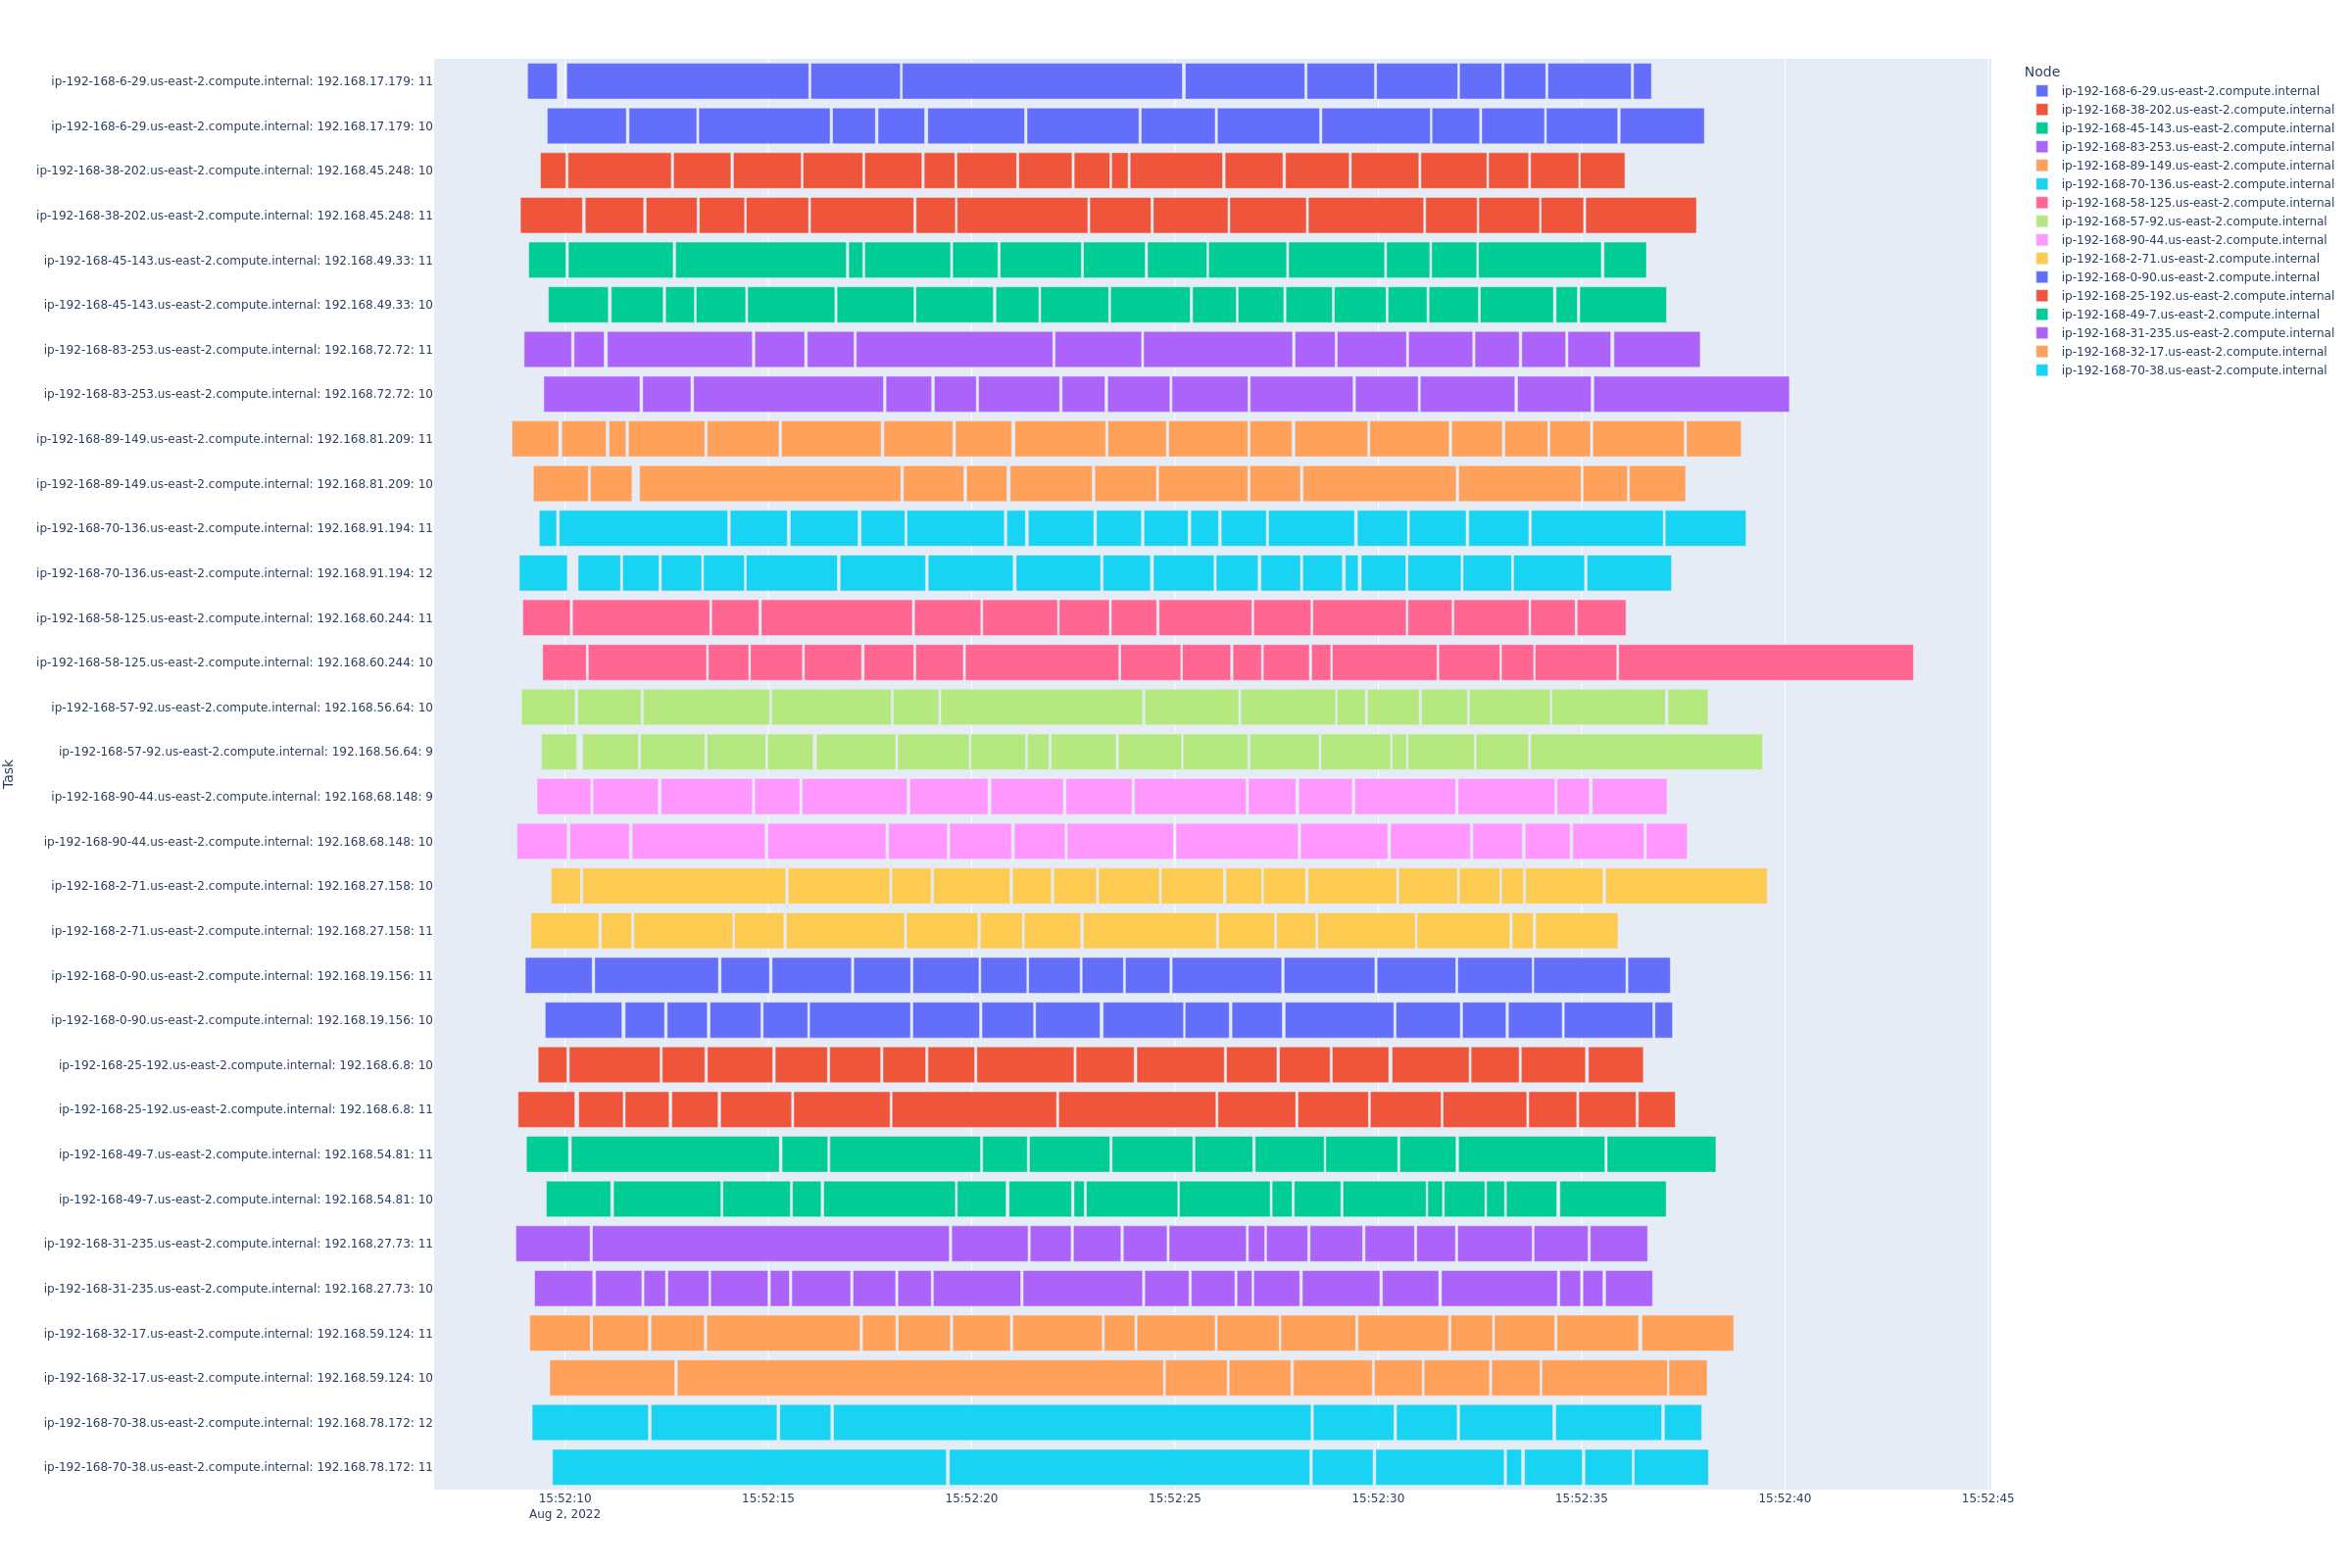 ip-192-168-6-29.us-east-2.compute.internal: 192.168.17.179: 11
ip-192-168-6-29.us-east-2.compute.internal: 192.168.17.179: 10
ip-192-168-38-202.us-east-2.compute.internal: 192.168.45.248: 10
ip-192-168-38-202.us-east-2.compute.internal: 192.168.45.248: 11
ip-192-168-45-143.us-east-2.compute.internal: 192.168.49.33: 11
ip-192-168-45-143.us-east-2.compute.internal: 192.168.49.33: 10
ip-192-168-83-253.us-east-2.compute.internal: 192.168.72.72: 11
ip-192-168-83-253.us-east-2.compute.internal: 192.168.72.72: 10
ip-192-168-89-149.us-east-2.compute.internal: 192.168.81.209: 11
ip-192-168-89-149.us-east-2.compute.internal: 192.168.81.209: 10
ip-192-168-70-136.us-east-2.compute.internal: 192.168.91.194: 11
ip-192-168-70-136.us-east-2.compute.internal: 192.168.91.194: 12
ip-192-168-58-125.us-east-2.compute.internal: 192.168.60.244: 11
ip-192-168-58-125.us-east-2.compute.internal: 192.168.60.244: 10
ip-192-168-57-92.us-east-2.compute.internal: 192.168.56.64: 10
ip-192-168-57-92.us-east-2.compute.internal: 192.168.56.64: 9
ip-192-168-90-44.us-east-2.compute.internal: 192.168.68.148: 9
ip-192-168-90-44.us-east-2.compute.internal: 192.168.68.148: 10
ip-192-168-2-71.us-east-2.compute.internal: 192.168.27.158: 10
ip-192-168-2-71.us-east-2.compute.internal: 192.168.27.158: 11
ip-192-168-0-90.us-east-2.compute.internal: 192.168.19.156: 11
ip-192-168-0-90.us-east-2.compute.internal: 192.168.19.156: 10
ip-192-168-25-192.us-east-2.compute.internal: 192.168.6.8: 10
ip-192-168-25-192.us-east-2.compute.internal: 192.168.6.8: 11
ip-192-168-49-7.us-east-2.compute.internal: 192.168.54.81: 11
ip-192-168-49-7.us-east-2.compute.internal: 192.168.54.81: 10
ip-192-168-31-235.us-east-2.compute.internal: 192.168.27.73: 11
ip-192-168-31-235.us-east-2.compute.internal: 192.168.27.73: 10
ip-192-168-32-17.us-east-2.compute.internal: 192.168.59.124: 11
ip-192-168-32-17.us-east-2.compute.internal: 192.168.59.124: 10
ip-192-168-70-38.us-east-2.compute.internal: 192.168.78.172: 12
ip-192-168-70-38.us-east-2.compute.internal: 192.168.78.172: 11
Task
15:52:10 15:52:15 15:52:20 15:52:25 15:52:30 15:52:35 15:52:40 15:52:45
Aug 2, 2022
Node
ip-192-168-6-29.us-east-2.compute.internal
ip-192-168-38-202.us-east-2.compute.internal
ip-192-168-45-143.us-east-2.compute.internal
ip-192-168-83-253.us-east-2.compute.internal
ip-192-168-89-149.us-east-2.compute.internal
ip-192-168-70-136.us-east-2.compute.internal
ip-192-168-58-125.us-east-2.compute.internal
ip-192-168-57-92.us-east-2.compute.internal
ip-192-168-90-44.us-east-2.compute.internal
ip-192-168-2-71.us-east-2.compute.internal
ip-192-168-0-90.us-east-2.compute.internal
ip-192-168-25-192.us-east-2.compute.internal
ip-192-168-49-7.us-east-2.compute.internal
ip-192-168-31-235.us-east-2.compute.internal
ip-192-168-32-17.us-east-2.compute.internal
ip-192-168-70-38.us-east-2.compute.internal